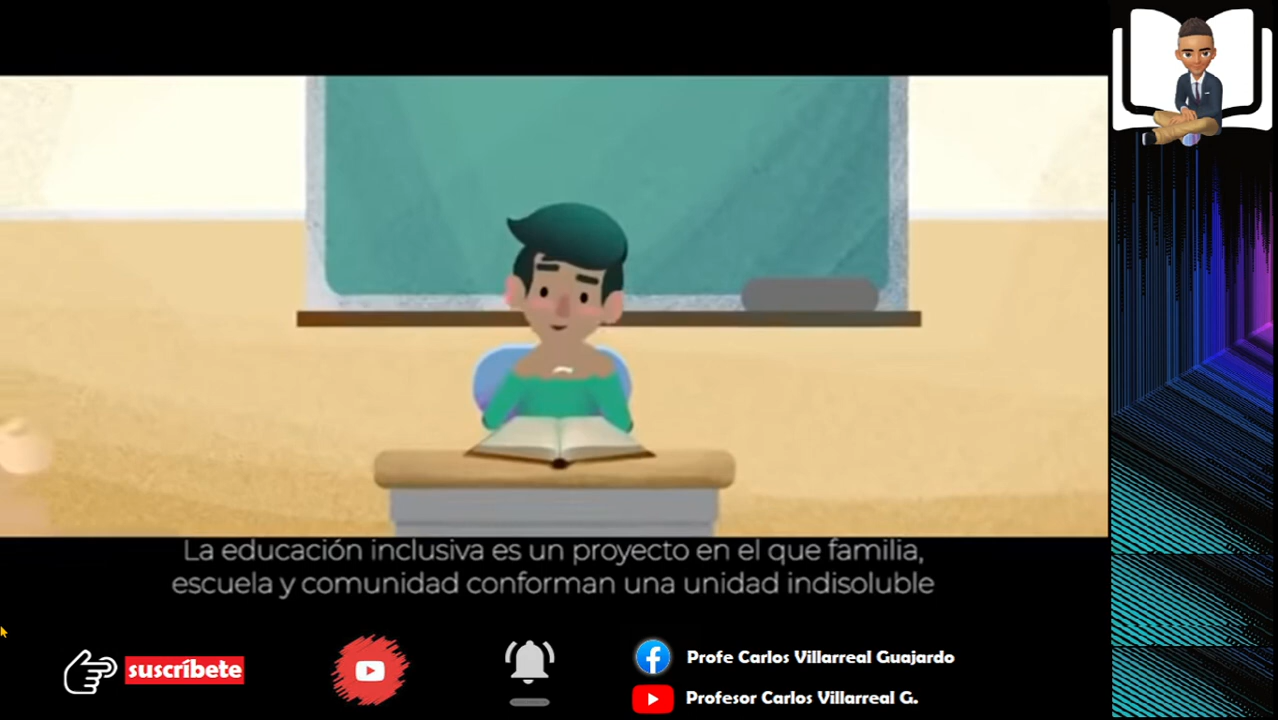 La educación inclusiva es un proyecto en el que familia,
escuela y comunidad conforman una unidad indisoluble
suscríbete
Profe Carlos Villarreal Guajardo
Profesor Carlos Villarreal G.